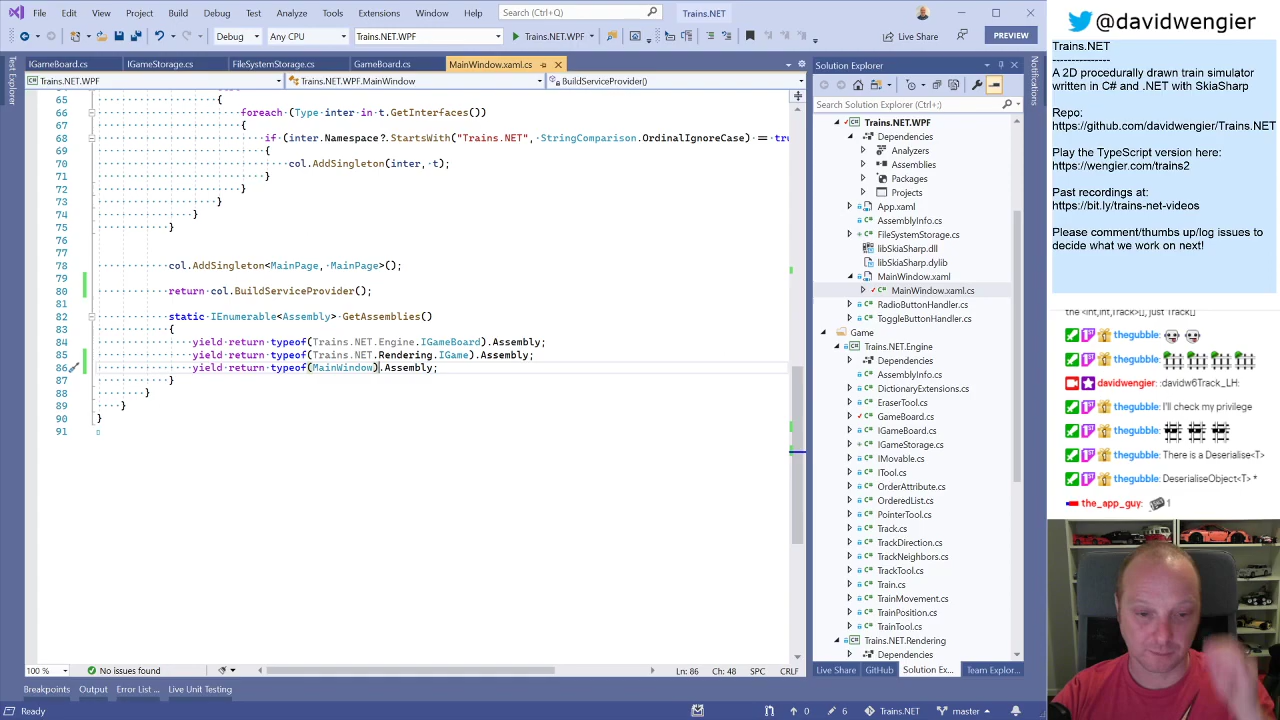 File Edit View Git Project Build Debug Test Analyze Tools Extensions Window Help
Search (Ctrl+Q)
Trains.NET
Debug Any CPU Trains.NET.WPF Trains.NET.WPF
Live Share
PREVIEW
Test Explorer
IGameBoard.cs IGameStorage.cs FileSystemStorage.cs GameBoard.cs MainWindow.xaml.cs
Trains.NET.WPF Trains.NET.WPF.MainWindow BuildServiceProvider()
65 {
66 foreach (Type inter in t.GetInterfaces())
67 {
68 if (inter.Namespace?.StartsWith("Trains.NET", StringComparison.OrdinalIgnoreCase) == tru
69 {
70 col.AddSingleton(inter, t);
71 }
72 }
73 }
74 }
75 }
76
77
78 col.AddSingleton<MainPage, MainPage>();
79
80 return col.BuildServiceProvider();
81
82 static IEnumerable<Assembly> GetAssemblies()
83 {
84 yield return typeof(Trains.NET.Engine.IGameBoard).Assembly;
85 yield return typeof(Trains.NET.Rendering.IGame).Assembly;
86 yield return typeof(MainWindow).Assembly;
87 }
88 }
89 }
90 }
91
100 % No issues found Ln: 86 Ch: 48 SPC CRLF
Breakpoints Output Error List ... Live Unit Testing
Ready 0 6 Trains.NET master
Solution Explorer
Search Solution Explorer (Ctrl+;)
Trains.NET.WPF
Dependencies
Analyzers
Assemblies
Packages
Projects
App.xaml
AssemblyInfo.cs
FileSystemStorage.cs
libSkiaSharp.dll
libSkiaSharp.dylib
MainWindow.xaml
MainWindow.xaml.cs
RadioButtonHandler.cs
ToggleButtonHandler.cs
Game
Trains.NET.Engine
Dependencies
AssemblyInfo.cs
DictionaryExtensions.cs
EraserTool.cs
GameBoard.cs
IGameBoard.cs
IGameStorage.cs
IMovable.cs
ITool.cs
OrderAttribute.cs
OrderedList.cs
PointerTool.cs
Track.cs
TrackDirection.cs
TrackNeighbors.cs
TrackTool.cs
Train.cs
TrainMovement.cs
TrainPosition.cs
TrainTool.cs
Trains.NET.Rendering
Dependencies
Live Share GitHub Solution Ex... Team Explor...
Notifications
@davidwengier
Trains.NET
--------------
A 2D procedurally drawn train simulator
written in C# and .NET with SkiaSharp
Repo:
https://github.com/davidwengier/Trains.NET
Play the TypeScript version here:
https://wengier.com/trains2
Past recordings at:
https://bit.ly/trains-net-videos
Please comment/thumbs up/log issues to
decide what we work on next!
the <int,int,Track>[], just Track[]
thegubble:
thegubble:
davidwengier: :davidw6Track_LH:
thegubble: I'll check my privilege
thegubble:
thegubble: There is a Deserialise<T>
thegubble: DeserialiseObject<T> *
the_app_guy: 1